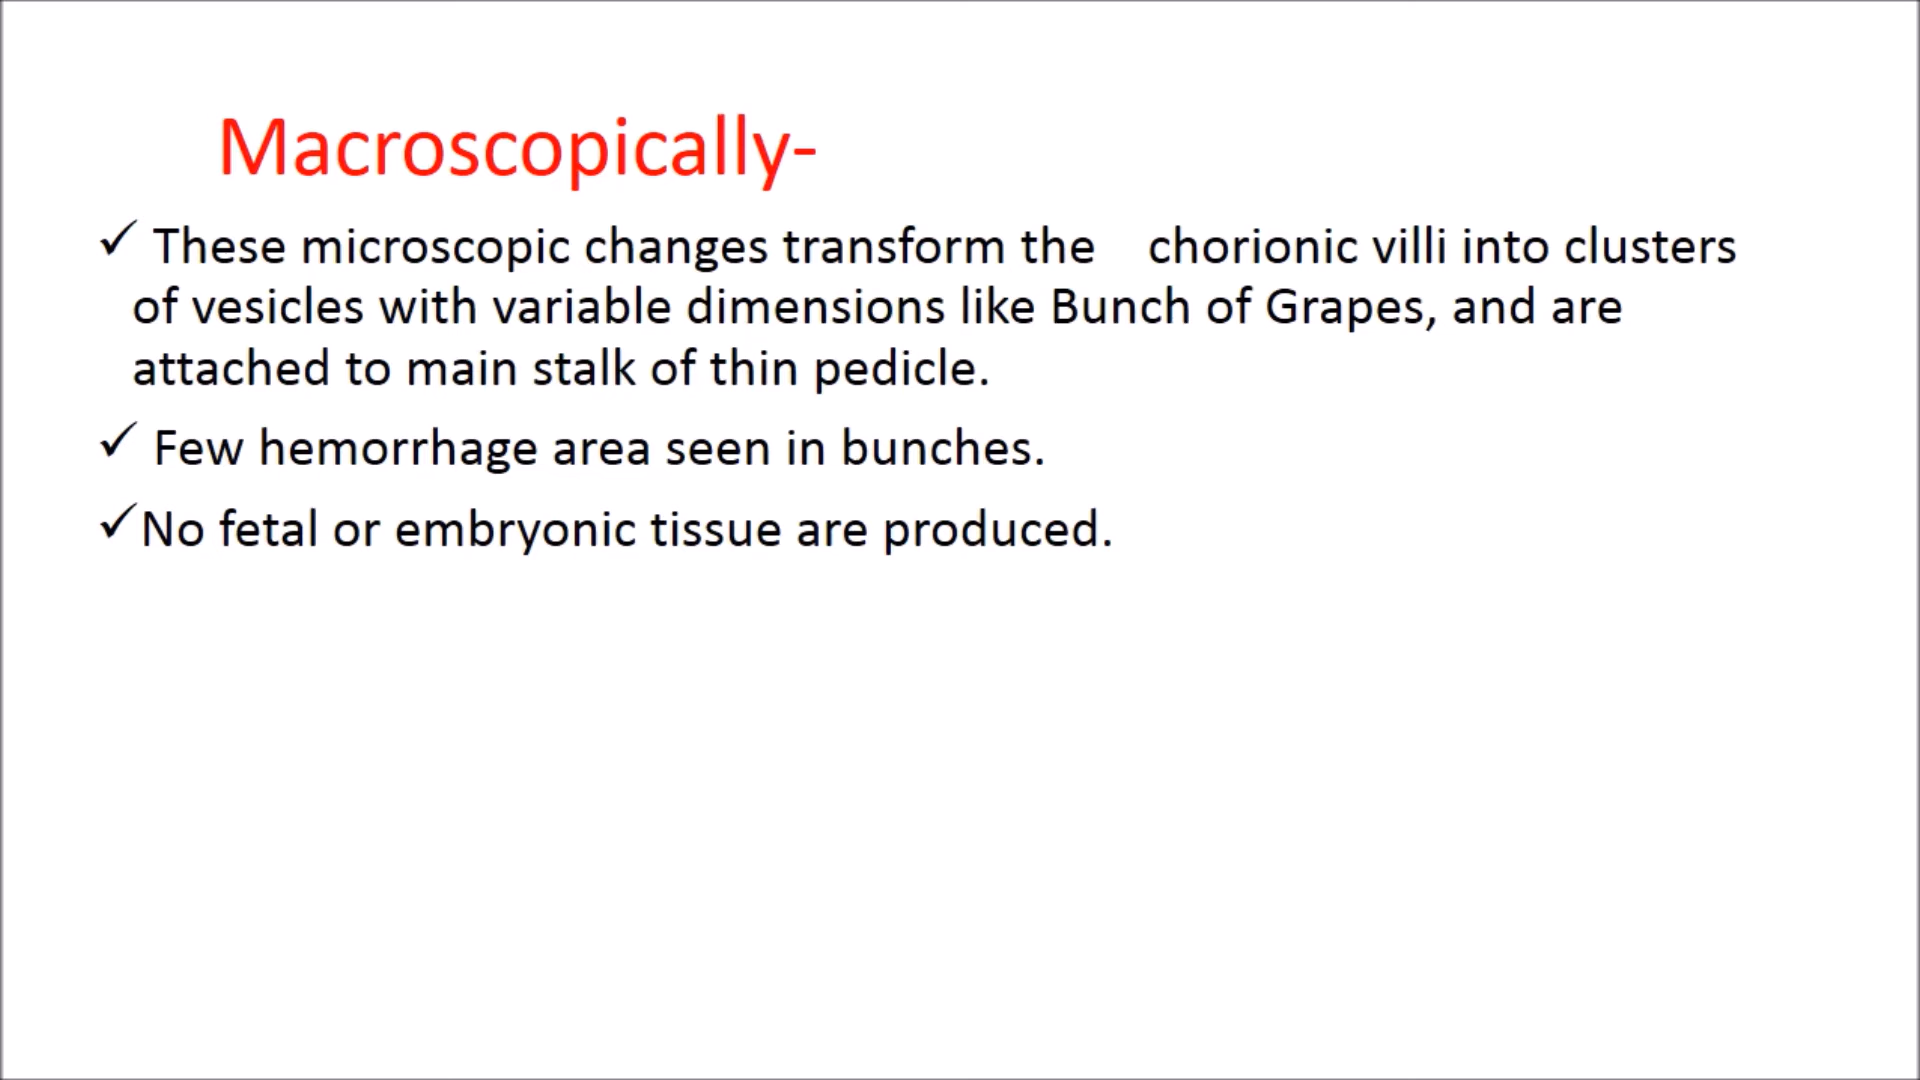 Macroscopically-
✓ These microscopic changes transform the chorionic villi into clusters
of vesicles with variable dimensions like Bunch of Grapes, and are
attached to main stalk of thin pedicle.
✓ Few hemorrhage area seen in bunches.
✓No fetal or embryonic tissue are produced.